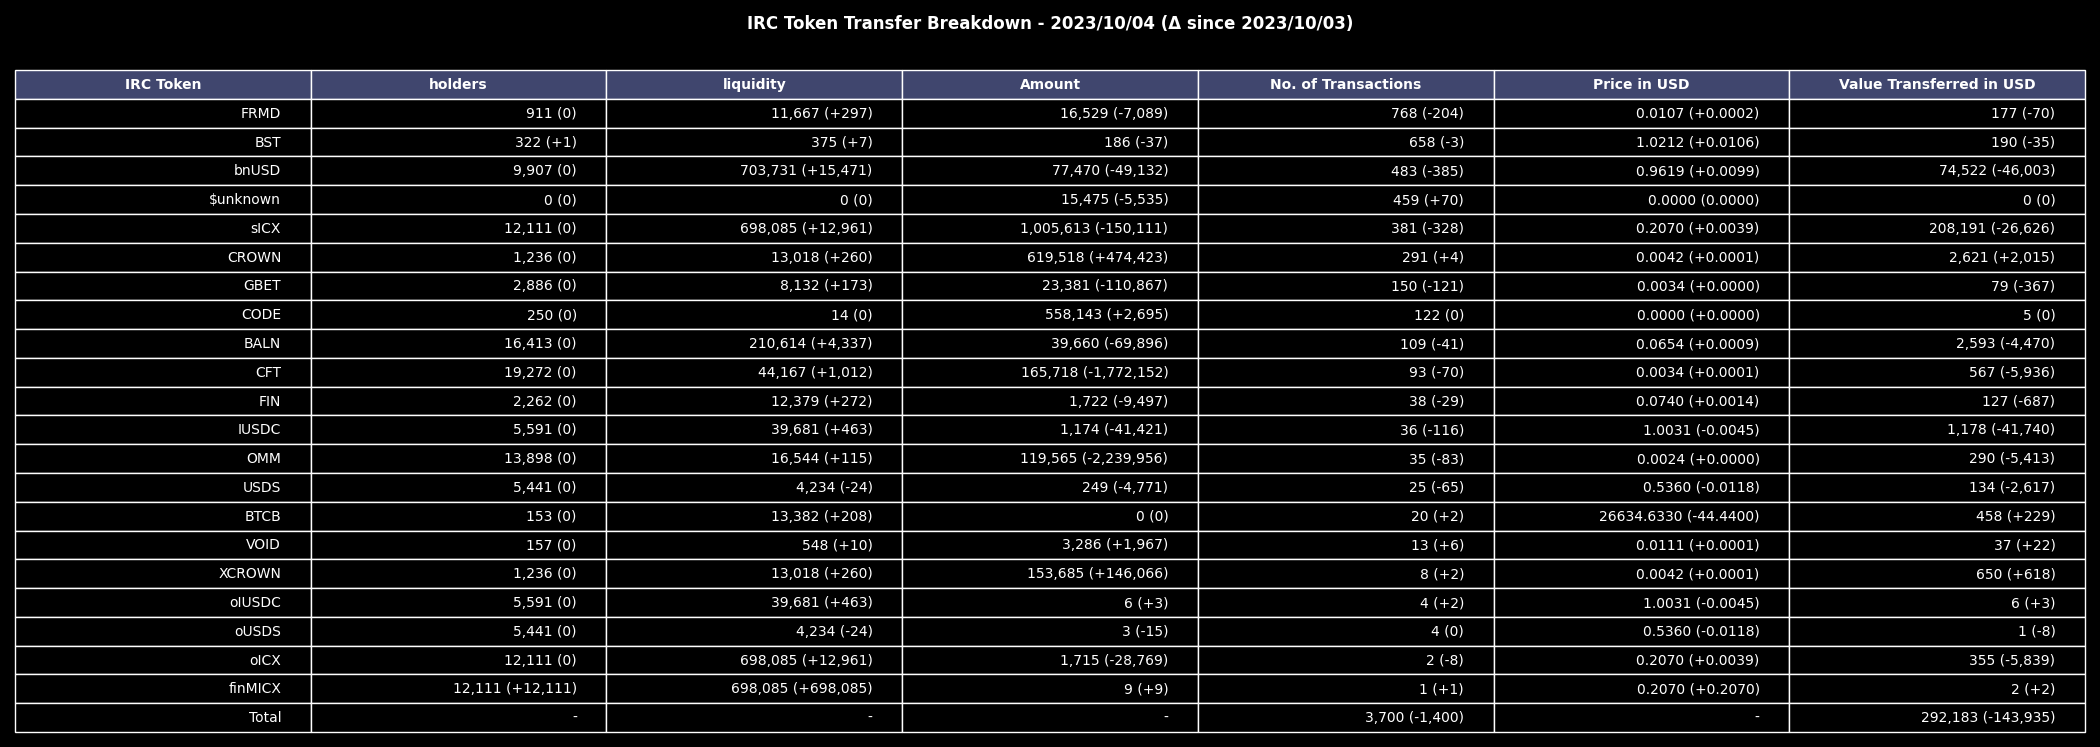 IRC Token Transfer Breakdown - 2023/10/04 (Δ since 2023/10/03)
IRC Token holders liquidity Amount No. of Transactions Price in USD Value Transferred in USD
FRMD 911 (0) 11,667 (+297) 16,529 (-7,089) 768 (-204) 0.0107 (+0.0002) 177 (-70)
BST 322 (+1) 375 (+7) 186 (-37) 658 (-3) 1.0212 (+0.0106) 190 (-35)
bnUSD 9,907 (0) 703,731 (+15,471) 77,470 (-49,132) 483 (-385) 0.9619 (+0.0099) 74,522 (-46,003)
$unknown 0 (0) 0 (0) 15,475 (-5,535) 459 (+70) 0.0000 (0.0000) 0 (0)
sICX 12,111 (0) 698,085 (+12,961) 1,005,613 (-150,111) 381 (-328) 0.2070 (+0.0039) 208,191 (-26,626)
CROWN 1,236 (0) 13,018 (+260) 619,518 (+474,423) 291 (+4) 0.0042 (+0.0001) 2,621 (+2,015)
GBET 2,886 (0) 8,132 (+173) 23,381 (-110,867) 150 (-121) 0.0034 (+0.0000) 79 (-367)
CODE 250 (0) 14 (0) 558,143 (+2,695) 122 (0) 0.0000 (+0.0000) 5 (0)
BALN 16,413 (0) 210,614 (+4,337) 39,660 (-69,896) 109 (-41) 0.0654 (+0.0009) 2,593 (-4,470)
CFT 19,272 (0) 44,167 (+1,012) 165,718 (-1,772,152) 93 (-70) 0.0034 (+0.0001) 567 (-5,936)
FIN 2,262 (0) 12,379 (+272) 1,722 (-9,497) 38 (-29) 0.0740 (+0.0014) 127 (-687)
IUSDC 5,591 (0) 39,681 (+463) 1,174 (-41,421) 36 (-116) 1.0031 (-0.0045) 1,178 (-41,740)
OMM 13,898 (0) 16,544 (+115) 119,565 (-2,239,956) 35 (-83) 0.0024 (+0.0000) 290 (-5,413)
USDS 5,441 (0) 4,234 (-24) 249 (-4,771) 25 (-65) 0.5360 (-0.0118) 134 (-2,617)
BTCB 153 (0) 13,382 (+208) 0 (0) 20 (+2) 26634.6330 (-44.4400) 458 (+229)
VOID 157 (0) 548 (+10) 3,286 (+1,967) 13 (+6) 0.0111 (+0.0001) 37 (+22)
XCROWN 1,236 (0) 13,018 (+260) 153,685 (+146,066) 8 (+2) 0.0042 (+0.0001) 650 (+618)
oIUSDC 5,591 (0) 39,681 (+463) 6 (+3) 4 (+2) 1.0031 (-0.0045) 6 (+3)
oUSDS 5,441 (0) 4,234 (-24) 3 (-15) 4 (0) 0.5360 (-0.0118) 1 (-8)
oICX 12,111 (0) 698,085 (+12,961) 1,715 (-28,769) 2 (-8) 0.2070 (+0.0039) 355 (-5,839)
finMICX 12,111 (+12,111) 698,085 (+698,085) 9 (+9) 1 (+1) 0.2070 (+0.2070) 2 (+2)
Total - - - 3,700 (-1,400) - 292,183 (-143,935)